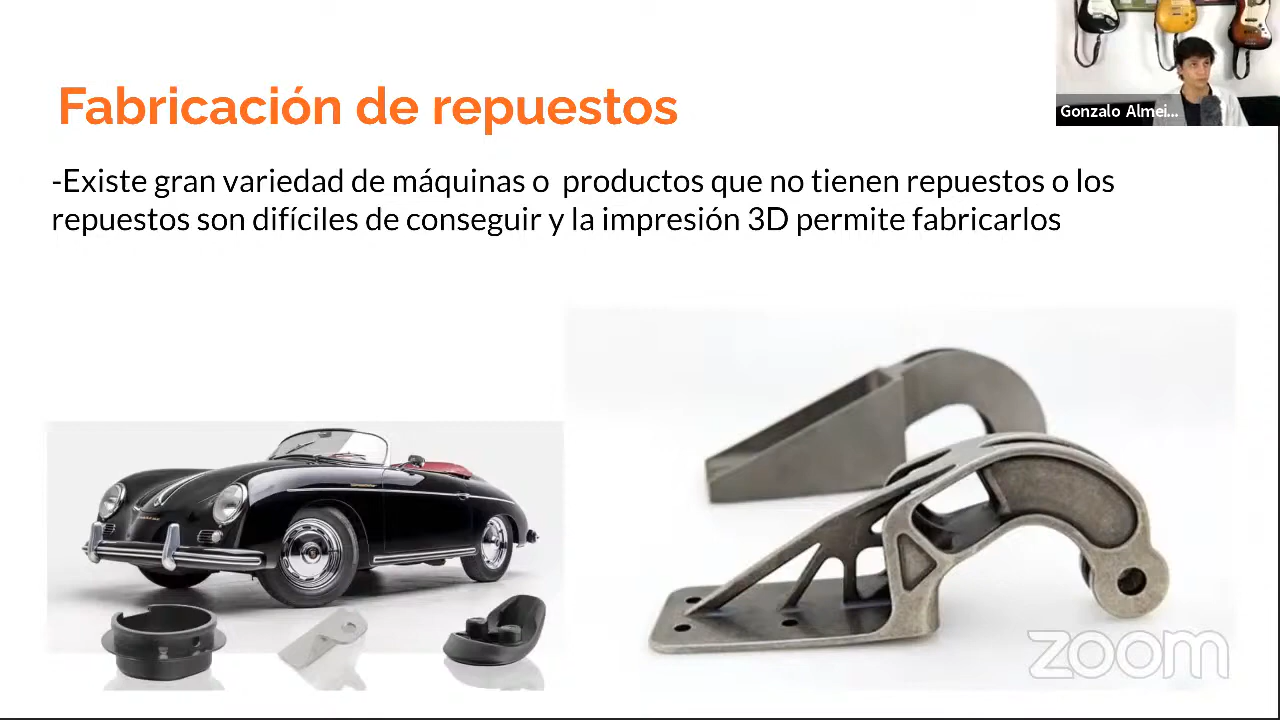 Fabricación de repuestos
Gonzalo Almei...
-Existe gran variedad de máquinas o  productos que no tienen repuestos o los
repuestos son difíciles de conseguir y la impresión 3D permite fabricarlos
zoom